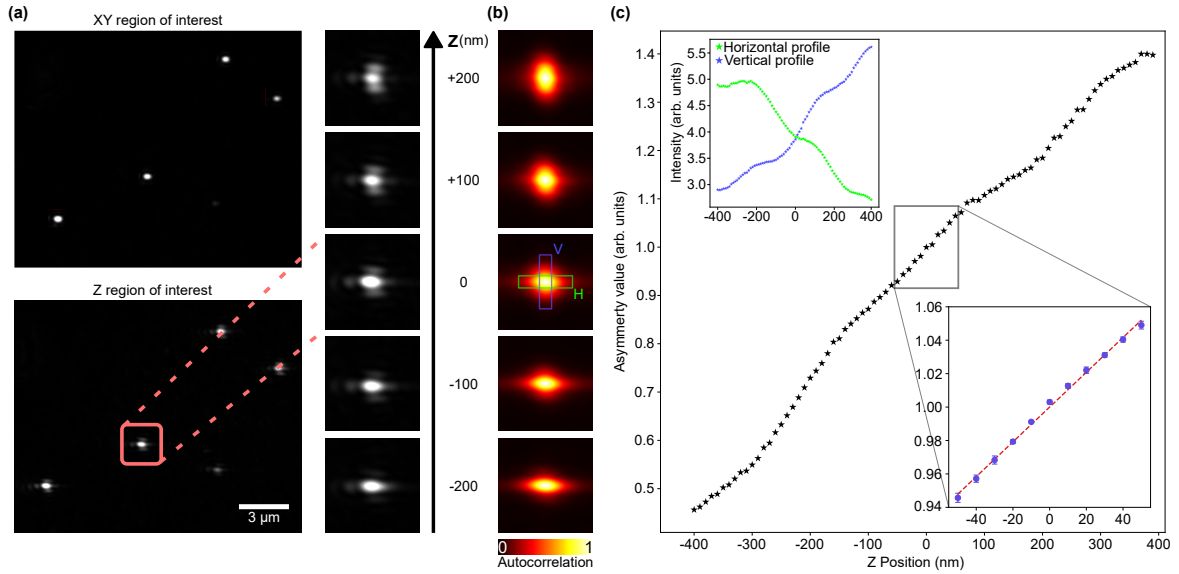 (a)
XY region of interest
Z region of interest
3 µm
Z(nm)
+200
+100
0
-100
-200
(b)
V
H
0 1
Autocorrelation
(c)
Asymmerty value (arb. units)
1.4
1.3
1.2
1.1
1.0
0.9
0.8
0.7
0.6
0.5
-400 -300 -200 -100 0 100 200 300 400
Z Position (nm)
Horizontal profile
Vertical profile
Intensity (arb. units)
5.5
5.0
4.5
4.0
3.5
3.0
-400 -200 0 200 400
1.06
1.04
1.02
1.00
0.98
0.96
0.94
-40 -20 0 20 40